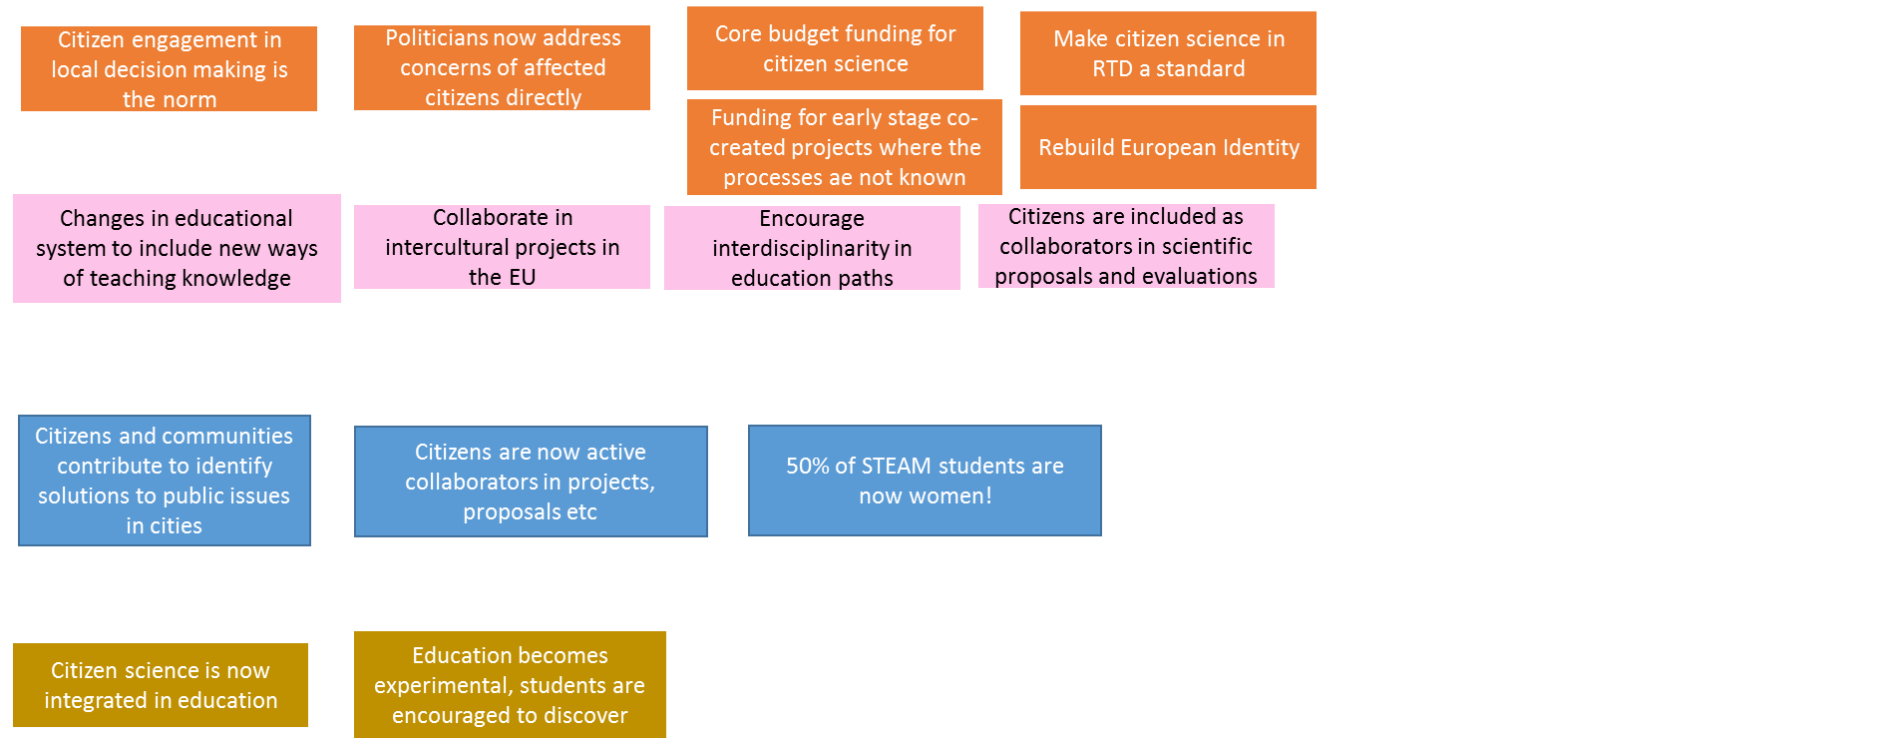 Citizen engagement in
local decision making is
the norm
Politicians now address
concerns of affected
citizens directly
Core budget funding for
citizen science
Make citizen science in
RTD a standard
Funding for early stage co-
created projects where the
processes ae not known
Rebuild European Identity
Changes in educational
system to include new ways
of teaching knowledge
Collaborate in
intercultural projects in
the EU
Encourage
interdisciplinarity in
education paths
Citizens are included as
collaborators in scientific
proposals and evaluations
Citizens and communities
contribute to identify
solutions to public issues
in cities
Citizens are now active
collaborators in projects,
proposals etc
50% of STEAM students are
now women!
Citizen science is now
integrated in education
Education becomes
experimental, students are
encouraged to discover